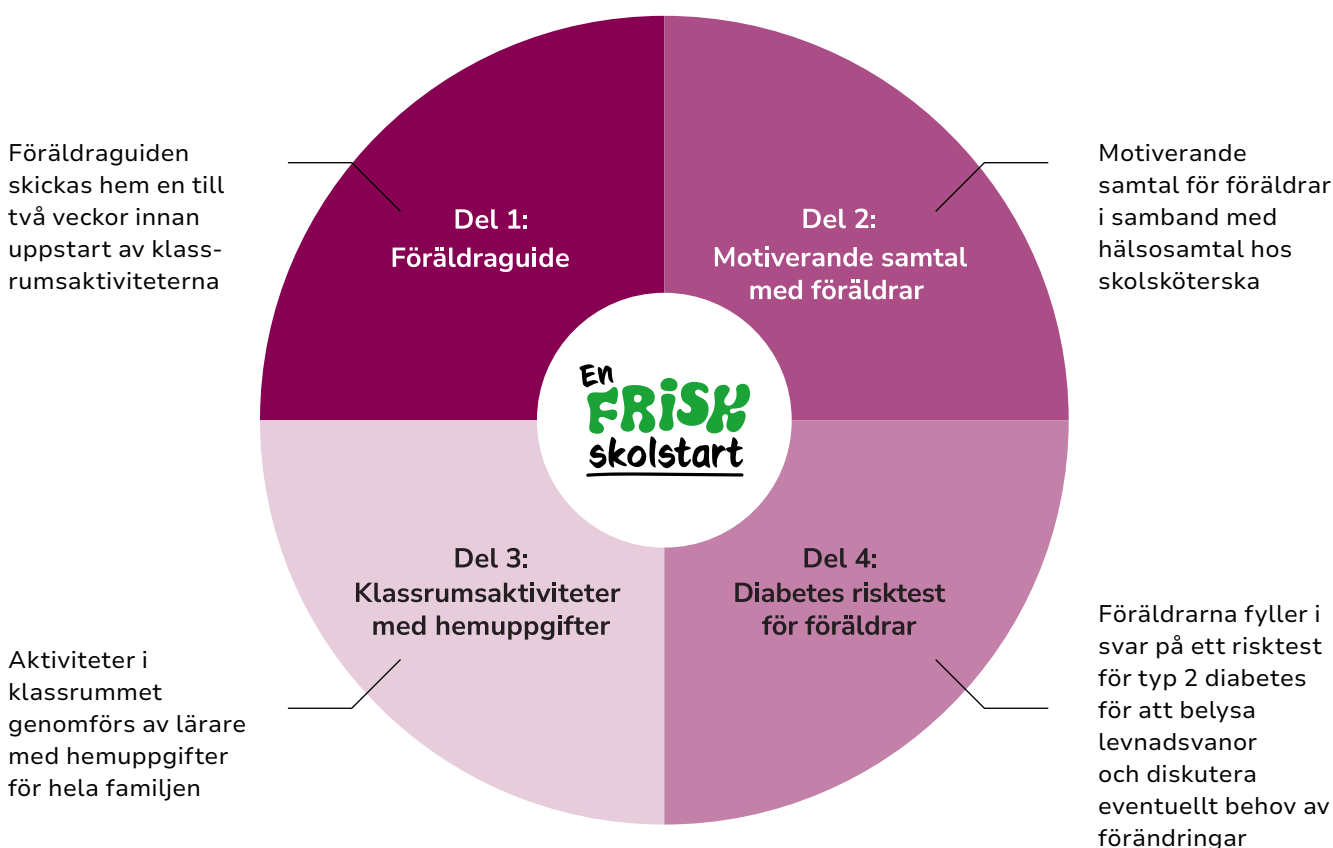 Föräldraguiden
skickas hem en till
två veckor innan
uppstart av klass-
rumsaktiviteterna
Del 1:
Föräldraguide
Del 2:
Motiverande samtal
med föräldrar
Motiverande
samtal för föräldrar
i samband med
hälsosamtal hos
skolsköterska
En
FRISK
skolstart
Del 3:
Klassrumsaktiviteter
med hemuppgifter
Aktiviteter i
klassrummet
genomförs av lärare
med hemuppgifter
för hela familjen
Del 4:
Diabetes risktest
för föräldrar
Föräldrarna fyller i
svar på ett risktest
för typ 2 diabetes
för att belysa
levnadsvanor
och diskutera
eventuellt behov av
förändringar